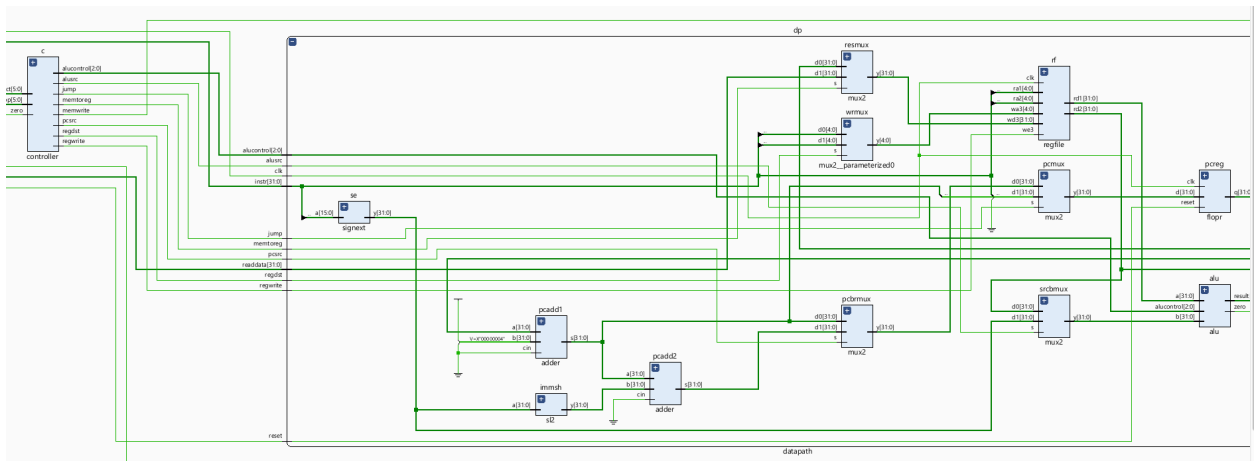 dp
c
alucontrol[2:0]
alusrc
jump
memtoreg
memwrite
pcsrc
regdst
regwrite
ct(5:0]
p[5:0]
zero
controller
resmux
d0[31:0]
d1[31:0]
s
y[31:0]
mux2
rf
clk
ra1[4:0]
ra2[4:0]
wa3[4:0]
wd3[31:0]
we3
rd1[31:0]
rd2[31:0]
regfile
wrmux
d0[4:0]
d1[4:0]
s
y[4:0]
mux2__parameterized0
alucontrol[2:0]
alusrc
clk
instr[31:0]
pcmux
d0[31:0]
d1[31:0]
s
y[31:0]
mux2
pcreg
clk
d[31:0]
reset
q[31:0
flopr
se
a[15:0]
y[31:0]
signext
jump
memtoreg
pcsrc
readdata[31:0]
regdst
regwrite
alu
a[31:0]
alucontrol[2:0]
b[31:0]
result
zero
alu
srcbmux
d0[31:0]
d1[31:0]
s
y[31:0]
mux2
pcbrmux
d0[31:0]
d1[31:0]
s
y[31:0]
mux2
pcadd1
a[31:0]
V=X"00000004"
b[31:0]
cin
s[31:0]
adder
pcadd2
a[31:0]
b[31:0]
cin
s[31:0]
adder
immsh
a[31:0]
y[31:0]
sl2
reset
datapath